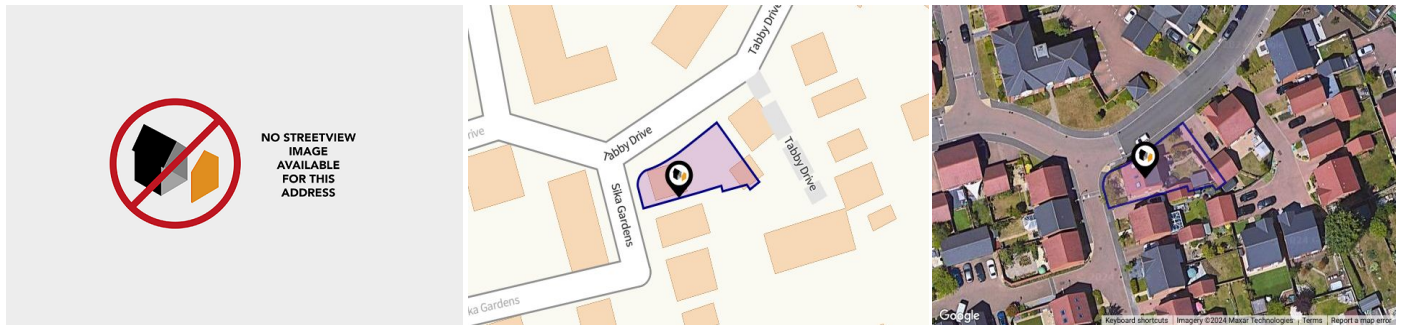 NO STREETVIEW
IMAGE
AVAILABLE
FOR THIS
ADDRESS
Tabby Drive
rive
Tabby Drive
Tabby Drive
Sika Gardens
ka Gardens
Google
Keyboard shortcuts
Imagery ©2024 Maxar Technologies
Terms
Report a map error